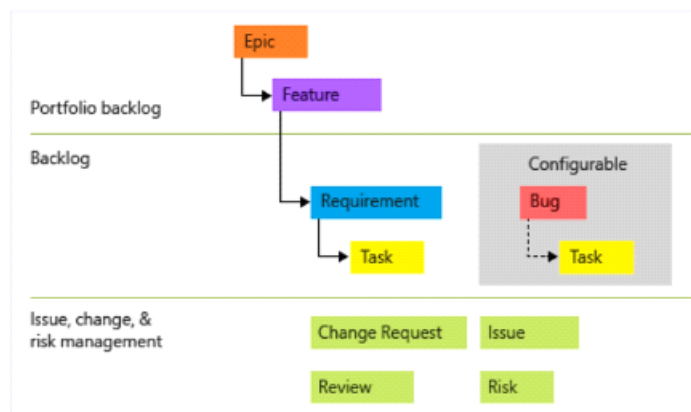 Epic
Feature
Portfolio backlog
Backlog
Configurable
Requirement
Bug
Task
Task
Issue, change, &
risk management
Change Request
Issue
Review
Risk